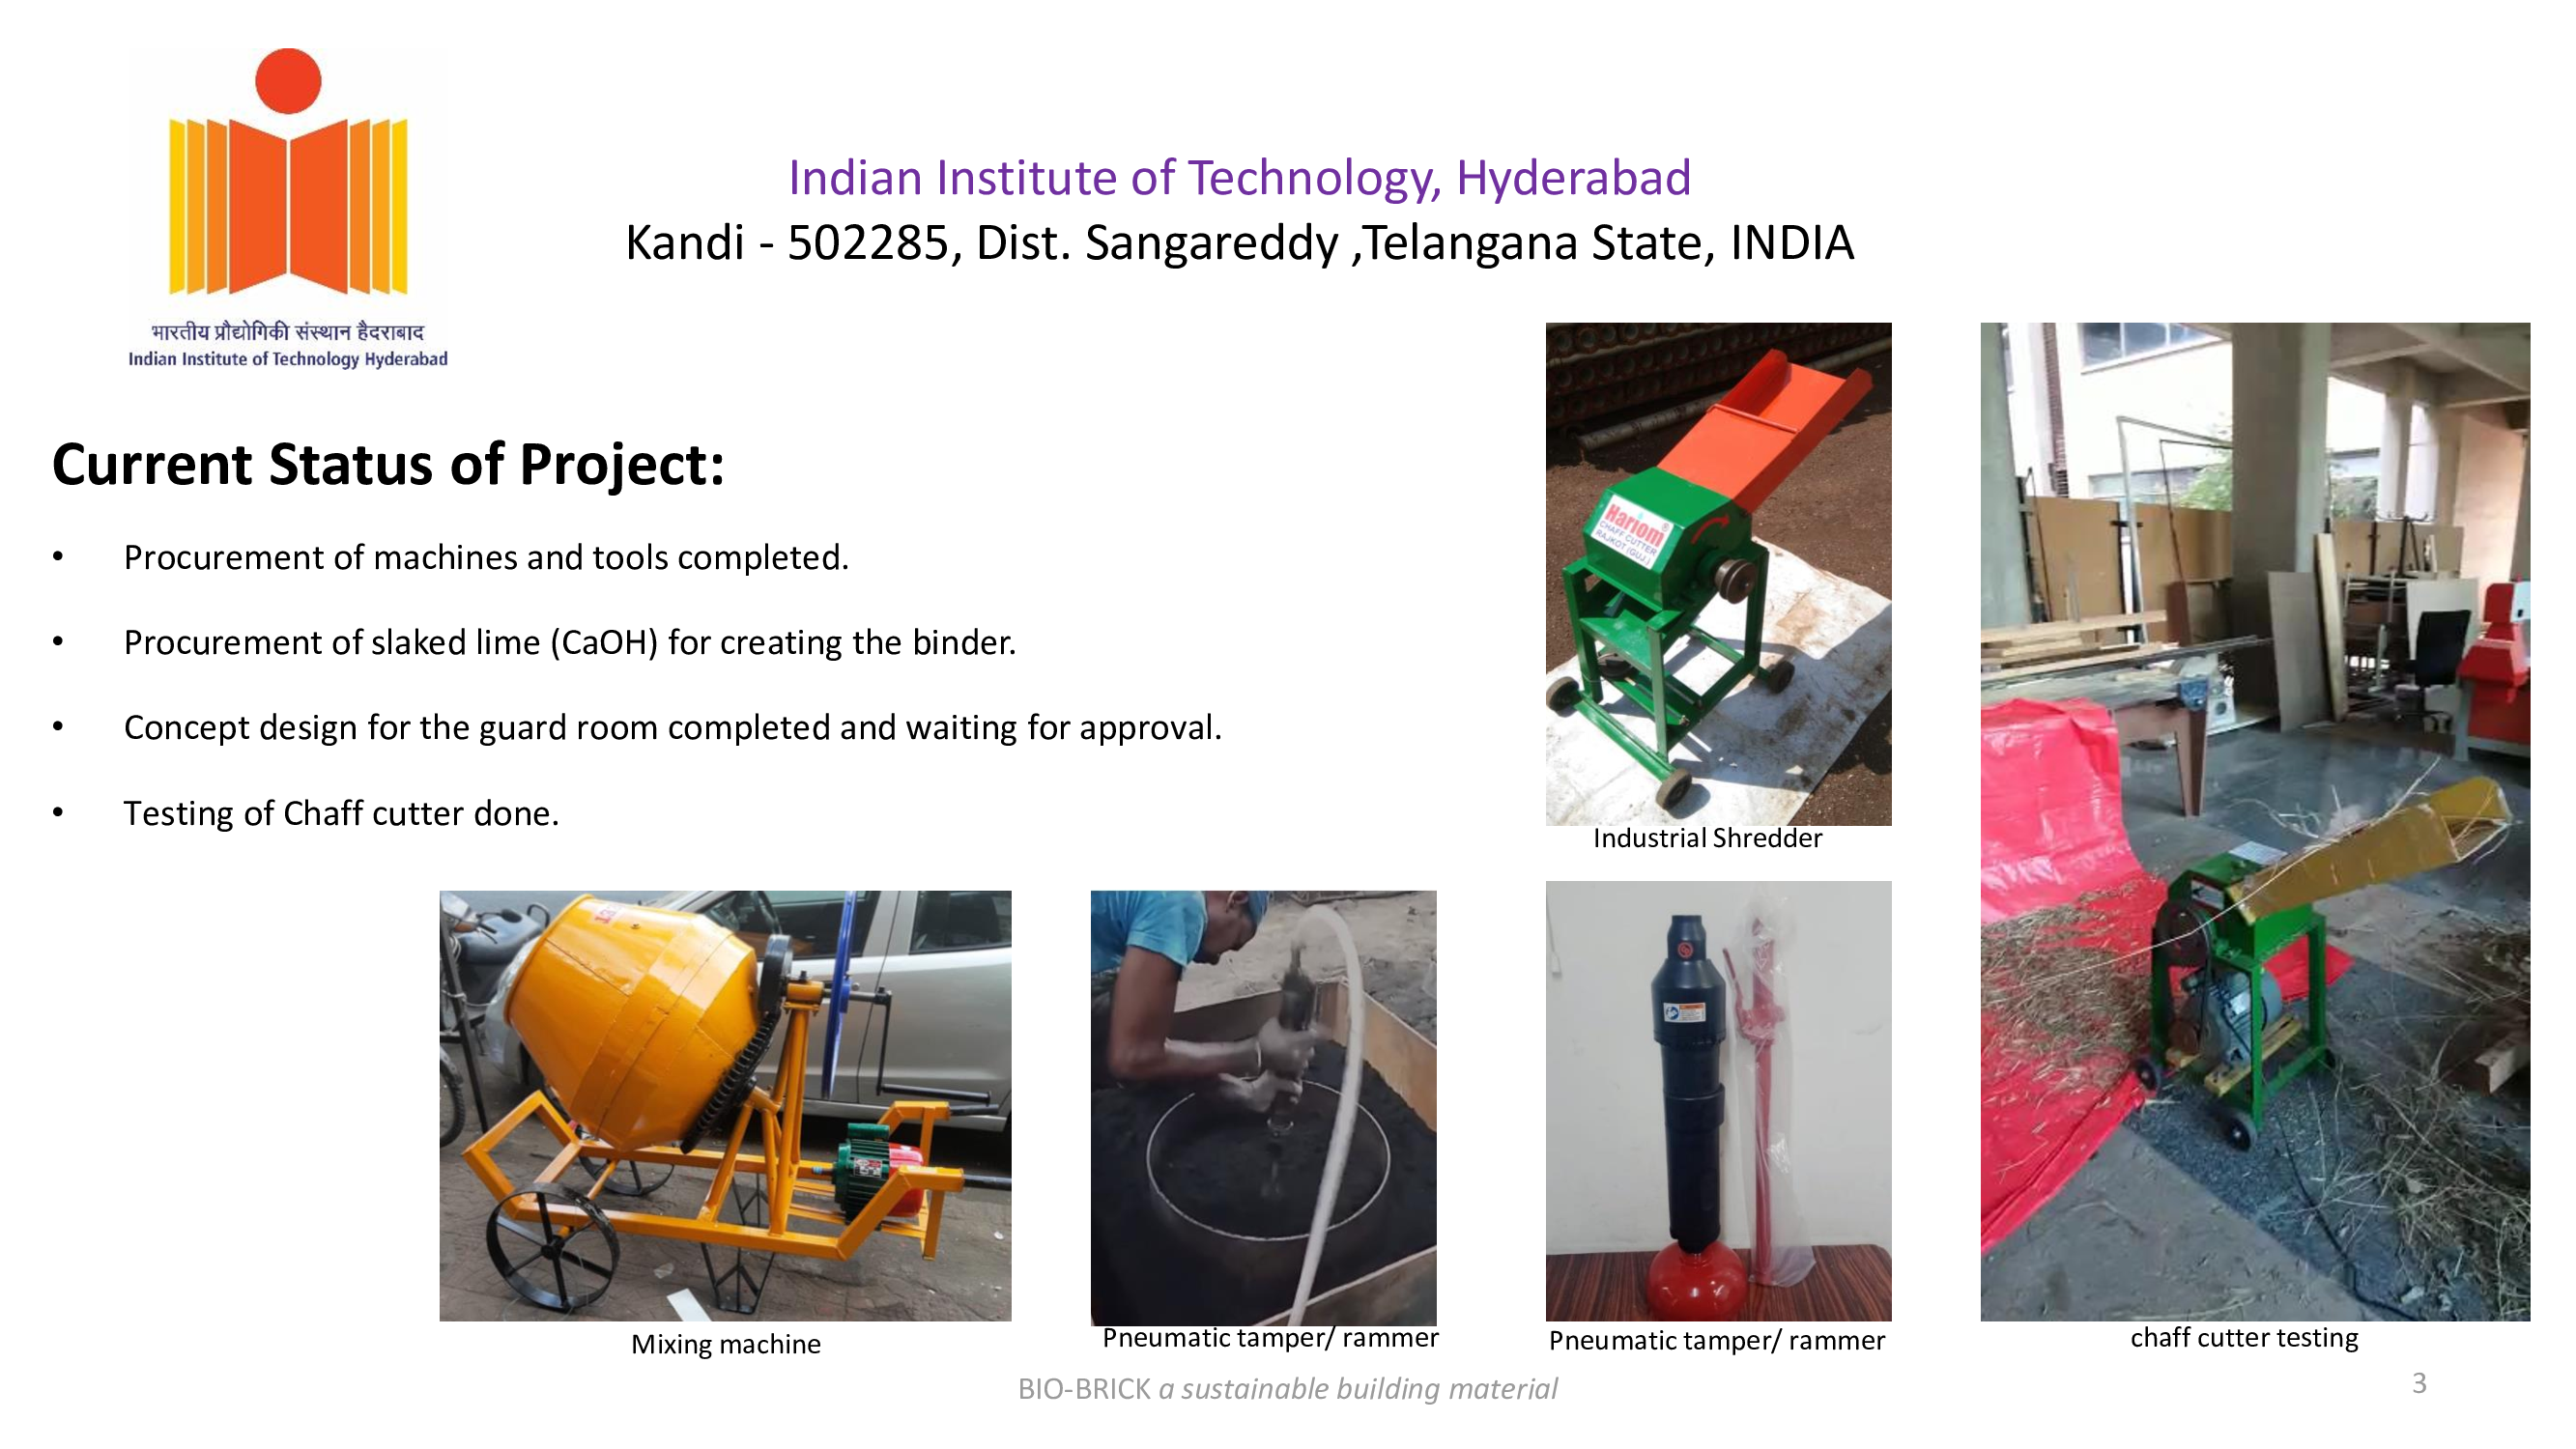 भारतीय प्रौद्योगिकी संस्थान हैदराबाद
Indian Institute of Technology Hyderabad
Indian Institute of Technology, Hyderabad
Kandi - 502285, Dist. Sangareddy ,Telangana State, INDIA
Current Status of Project:
• Procurement of machines and tools completed.
• Procurement of slaked lime (CaOH) for creating the binder.
• Concept design for the guard room completed and waiting for approval.
• Testing of Chaff cutter done.
Hariom®
CHAFF CUTTER
RAJKOT (GUJ.)
Industrial Shredder
Mixing machine
Pneumatic tamper/ rammer
Pneumatic tamper/ rammer
chaff cutter testing
BIO-BRICK a sustainable building material
3